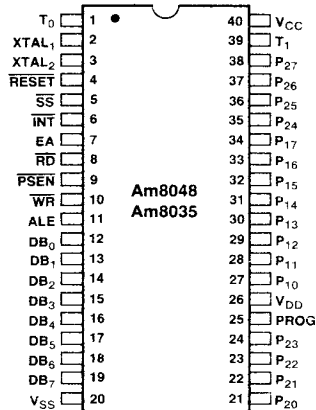 T0 1 40 VCC
XTAL1 2 39 T1
XTAL2 3 38 P27
RESET 4 37 P26
SS 5 36 P25
INT 6 35 P24
EA 7 34 P17
RD 8 33 P16
PSEN 9 32 P15
WR 10 Am8048 31 P14
ALE 11 Am8035 30 P13
DB0 12 29 P12
DB1 13 28 P11
DB2 14 27 P10
DB3 15 26 VDD
DB4 16 25 PROG
DB5 17 24 P23
DB6 18 23 P22
DB7 19 22 P21
VSS 20 21 P20